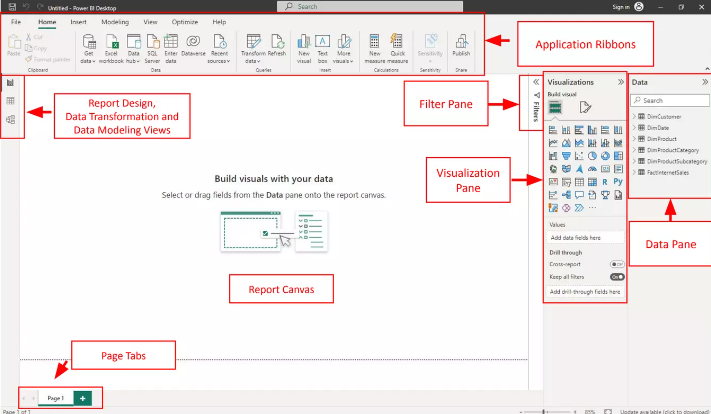 Untitled - Power BI Desktop
Search
Sign in
File Home Insert Modeling View Optimize Help
Paste
Cut
Copy
Format painter
Clipboard
Get data
Excel workbook
Data hub
SQL Server
Enter data
Dataverse
Recent sources
Data
Transform data
Refresh
Queries
New visual
Text box
More visuals
Insert
New measure
Quick measure
Calculations
Sensitivity
Sensitivity
Publish
Share
Application Ribbons
Report Design,
Data Transformation and
Data Modeling Views
Filter Pane
Filters
Visualizations
Build visual
Data
Search
DimCustomer
DimDate
DimProduct
DimProductCategory
DimProductSubcategory
FactInternetSales
Build visuals with your data
Select or drag fields from the Data pane onto the report canvas.
Visualization
Pane
R Py
Values
Add data fields here
Drill through
Cross-report
Off
Keep all filters
On
Add drill-through fields here
Data Pane
Report Canvas
Page Tabs
Page 1
Page 1 of 1
85%
Update available (click to download)